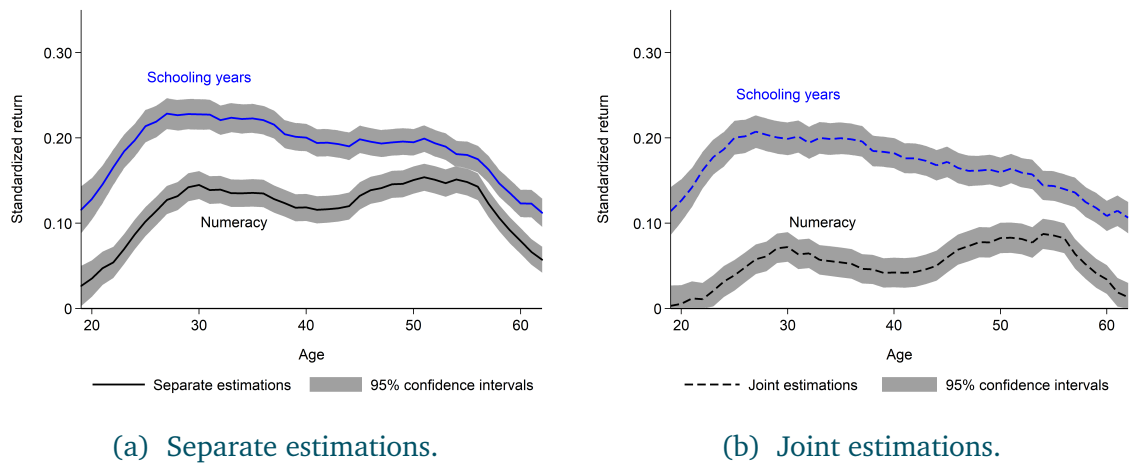 0.30
0.20
0.10
0
Standardized return
Schooling years
Numeracy
20 30 40 50 60
Age
Separate estimations 95% confidence intervals
(a) Separate estimations.
0.30
0.20
0.10
0
Standardized return
Schooling years
Numeracy
20 30 40 50 60
Age
Joint estimations 95% confidence intervals
(b) Joint estimations.